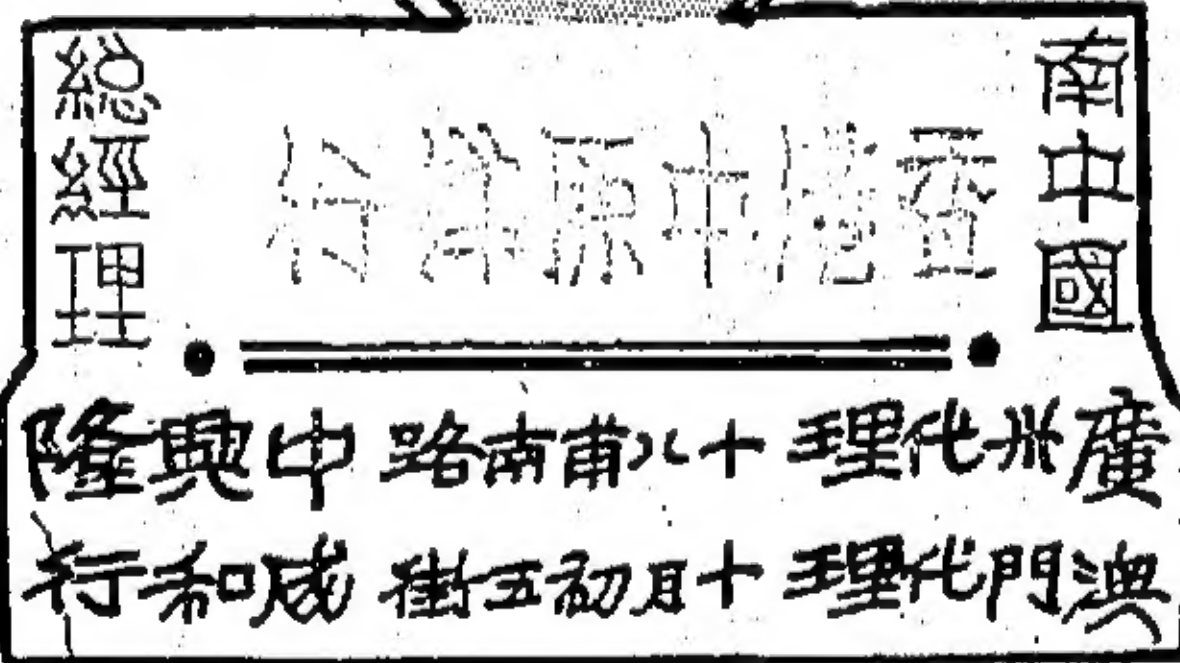 南中國
香港中原洋行
總經理
廣州代理 十八甫南路 中興隆
澳門代理 十月初五街 成和行